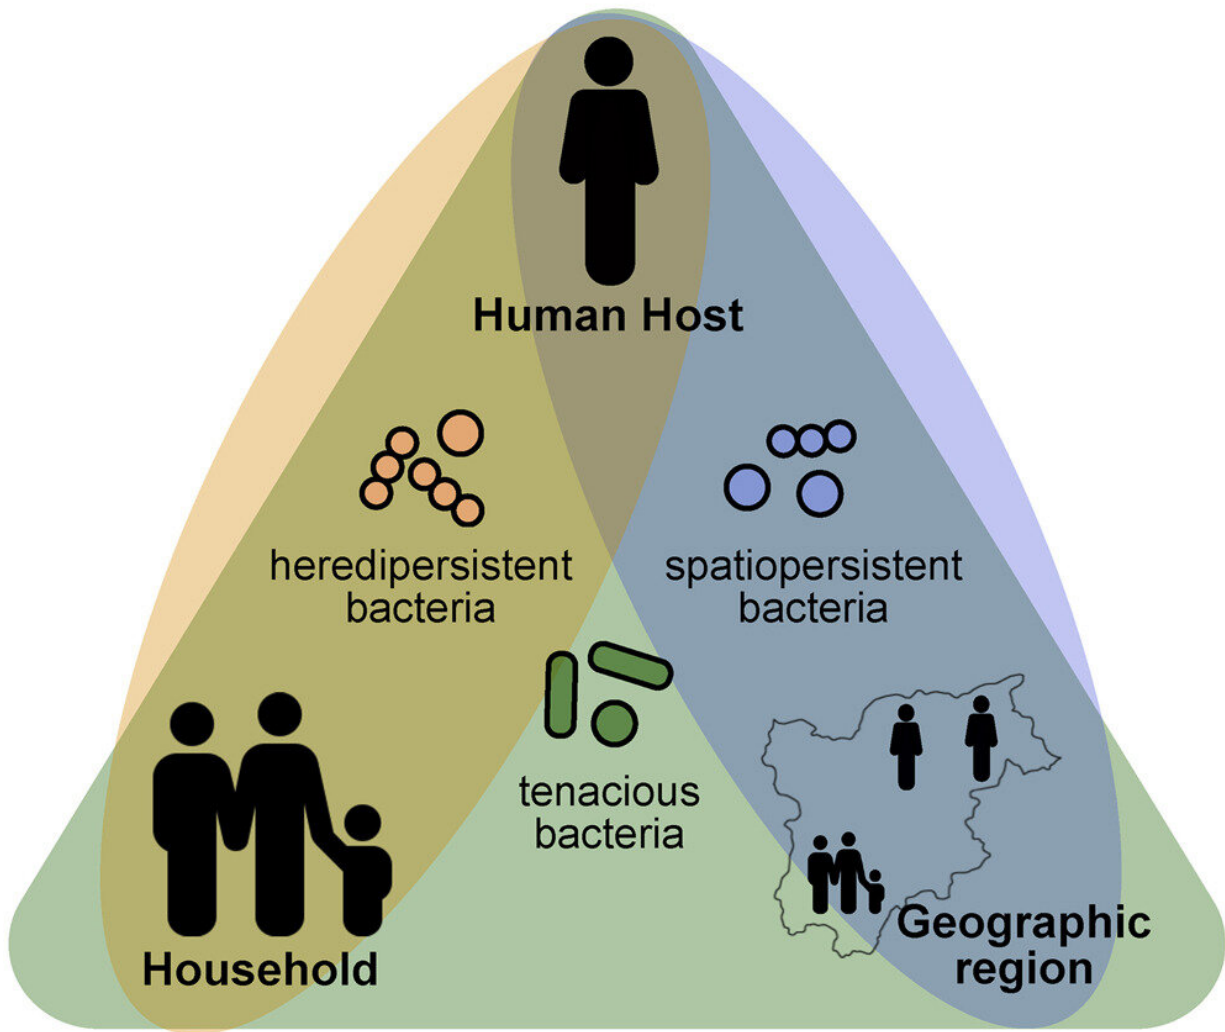 Human Host
heredipersistent
bacteria
spatiopersistent
bacteria
tenacious
bacteria
Household
Geographic
region